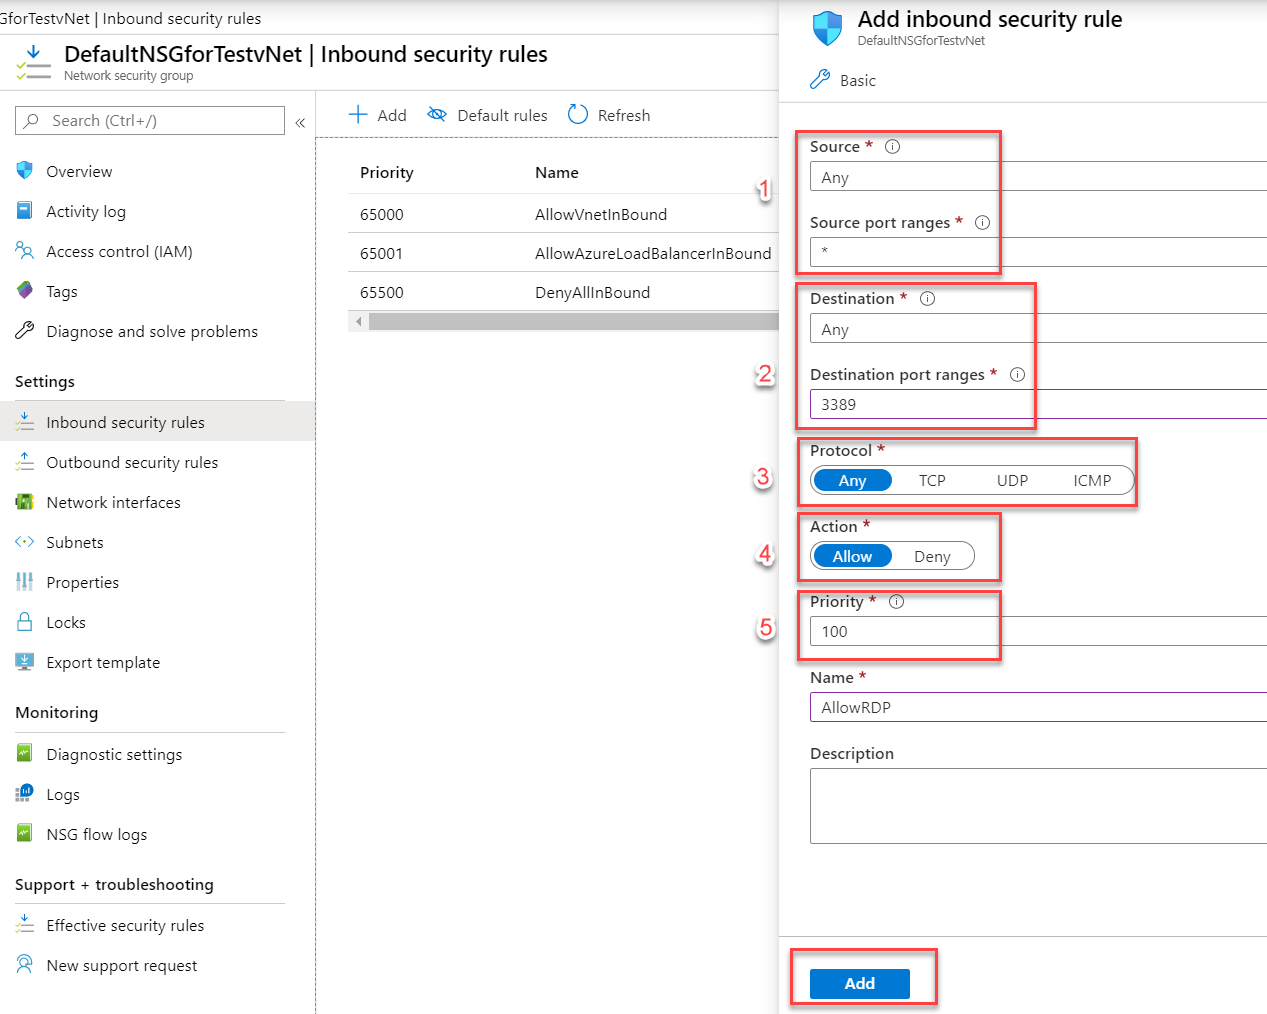 GforTestvNet | Inbound security rules
DefaultNSGforTestvNet | Inbound security rules
Network security group
Search (Ctrl+/)
«
Overview
Activity log
Access control (IAM)
Tags
Diagnose and solve problems
Settings
Inbound security rules
Outbound security rules
Network interfaces
Subnets
Properties
Locks
Export template
Monitoring
Diagnostic settings
Logs
NSG flow logs
Support + troubleshooting
Effective security rules
New support request
Add Default rules Refresh
Priority Name
65000 AllowVnetInBound
65001 AllowAzureLoadBalancerInBound
65500 DenyAllInBound
Add inbound security rule
DefaultNSGforTestvNet
Basic
1
Source *
Any
Source port ranges *
*
2
Destination *
Any
Destination port ranges *
3389
3
Protocol *
Any TCP UDP ICMP
4
Action *
Allow Deny
5
Priority *
100
Name *
AllowRDP
Description
Add